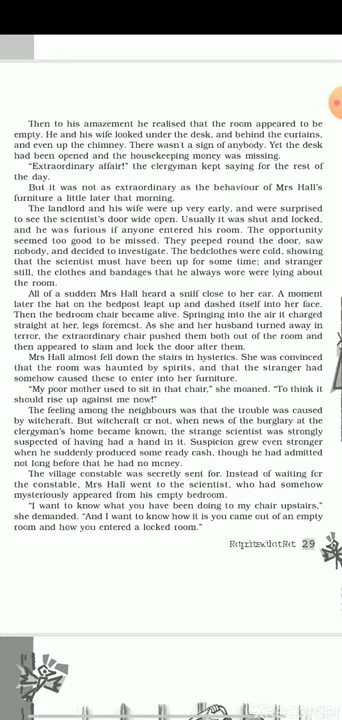 Then to his amazement he realised that the room appeared to be
empty. He and his wife looked under the desk, and behind the curtains,
and even up the chimney. There wasn't a sign of anybody. Yet the desk
had been opened and the housekeeping money was missing.
"Extraordinary affair!" the clergyman kept saying for the rest of
the day.
But it was not as extraordinary as the behaviour of Mrs Hall's
furniture a little later that morning.
The landlord and his wife were up very early, and were surprised
to see the scientist's door wide open. Usually it was shut and locked,
and he was furious if anyone entered his room. The opportunity
seemed too good to be missed. They peeped round the door, saw
nobody, and decided to investigate. The bedclothes were cold, showing
that the scientist must have been up for some time; and stranger
still, the clothes and bandages that he always wore were lying about
the room.
All of a sudden Mrs Hall heard a sniff close to her ear. A moment
later the hat on the bedpost leapt up and dashed itself into her face.
Then the bedroom chair became alive. Springing into the air it charged
straight at her, legs foremost. As she and her husband turned away in
terror, the extraordinary chair pushed them both out of the room and
then appeared to slam and lock the door after them.
Mrs Hall almost fell down the stairs in hysterics. She was convinced
that the room was haunted by spirits, and that the stranger had
somehow caused these to enter into her furniture.
"My poor mother used to sit in that chair," she moaned. "To think it
should rise up against me now!"
The feeling among the neighbours was that the trouble was caused
by witchcraft. But witchcraft or not, when news of the burglary at the
clergyman's home became known, the strange scientist was strongly
suspected of having had a hand in it. Suspicion grew even stronger
when he suddenly produced some ready cash, though he had admitted
not long before that he had no money.
The village constable was secretly sent for. Instead of waiting for
the constable, Mrs Hall went to the scientist, who had somehow
mysteriously appeared from his empty bedroom.
"I want to know what you have been doing to my chair upstairs,"
she demanded. "And I want to know how it is you came out of an empty
room and how you entered a locked room."
29